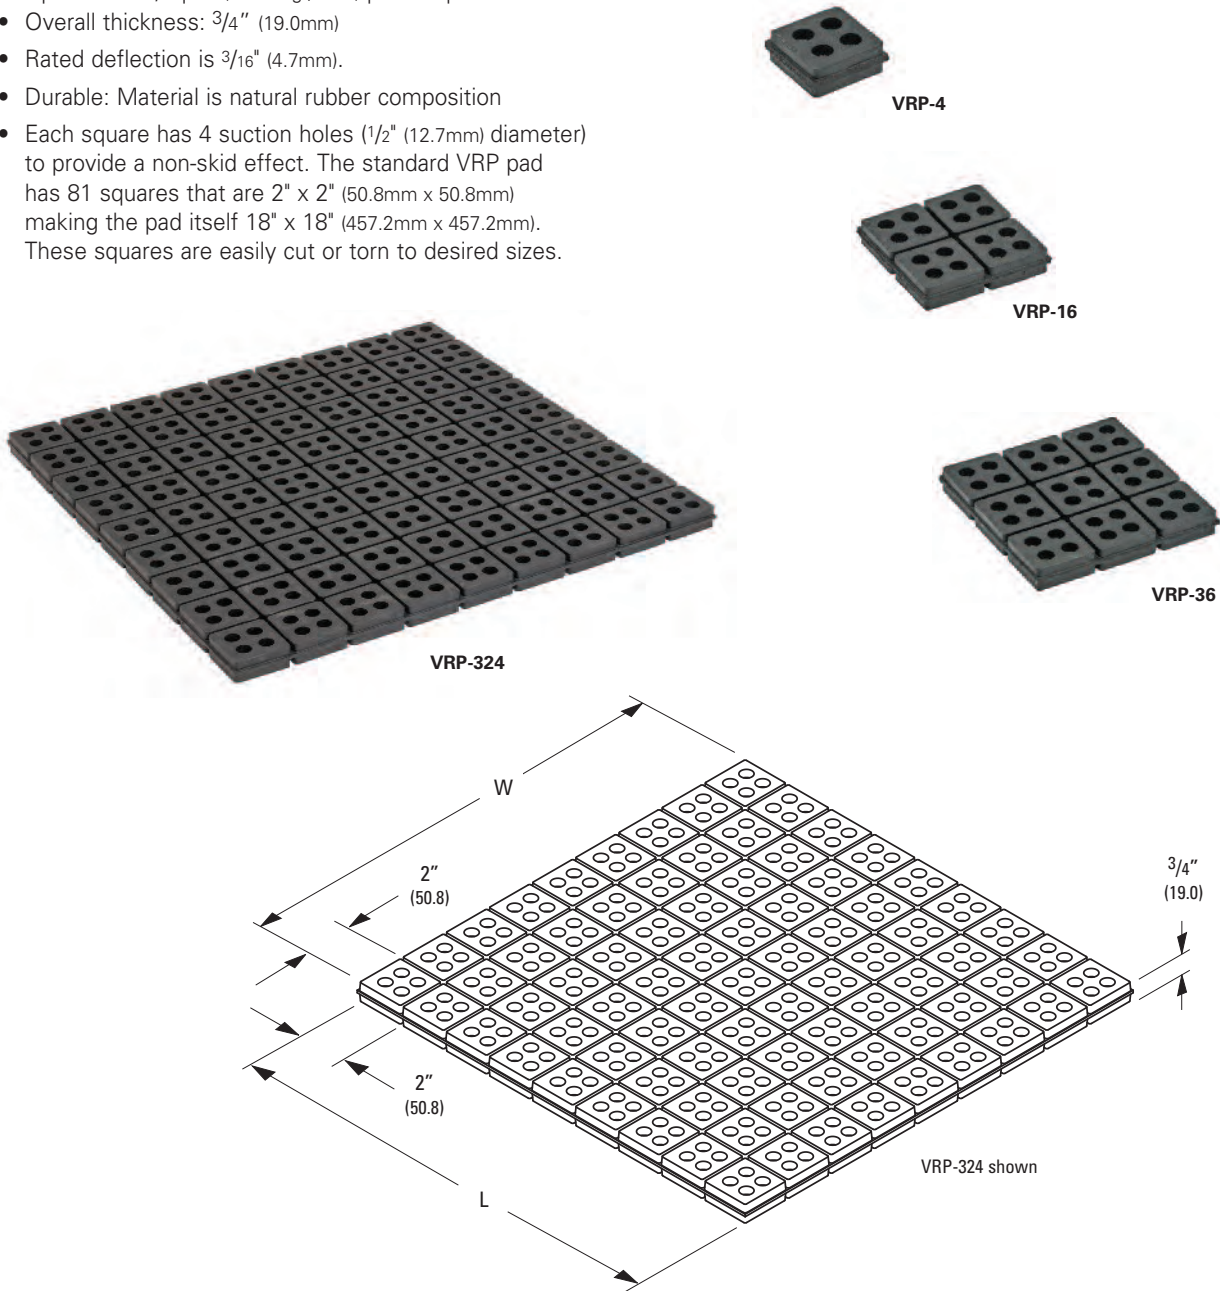 • Overall thickness: 3/4" (19.0mm)
• Rated deflection is 3/16" (4.7mm).
• Durable: Material is natural rubber composition
• Each square has 4 suction holes (1/2" (12.7mm) diameter)
to provide a non-skid effect. The standard VRP pad
has 81 squares that are 2" x 2" (50.8mm x 50.8mm)
making the pad itself 18" x 18" (457.2mm x 457.2mm).
These squares are easily cut or torn to desired sizes.
VRP-4
VRP-16
VRP-36
VRP-324
W
2"
(50.8)
3/4"
(19.0)
2"
(50.8)
L
VRP-324 shown